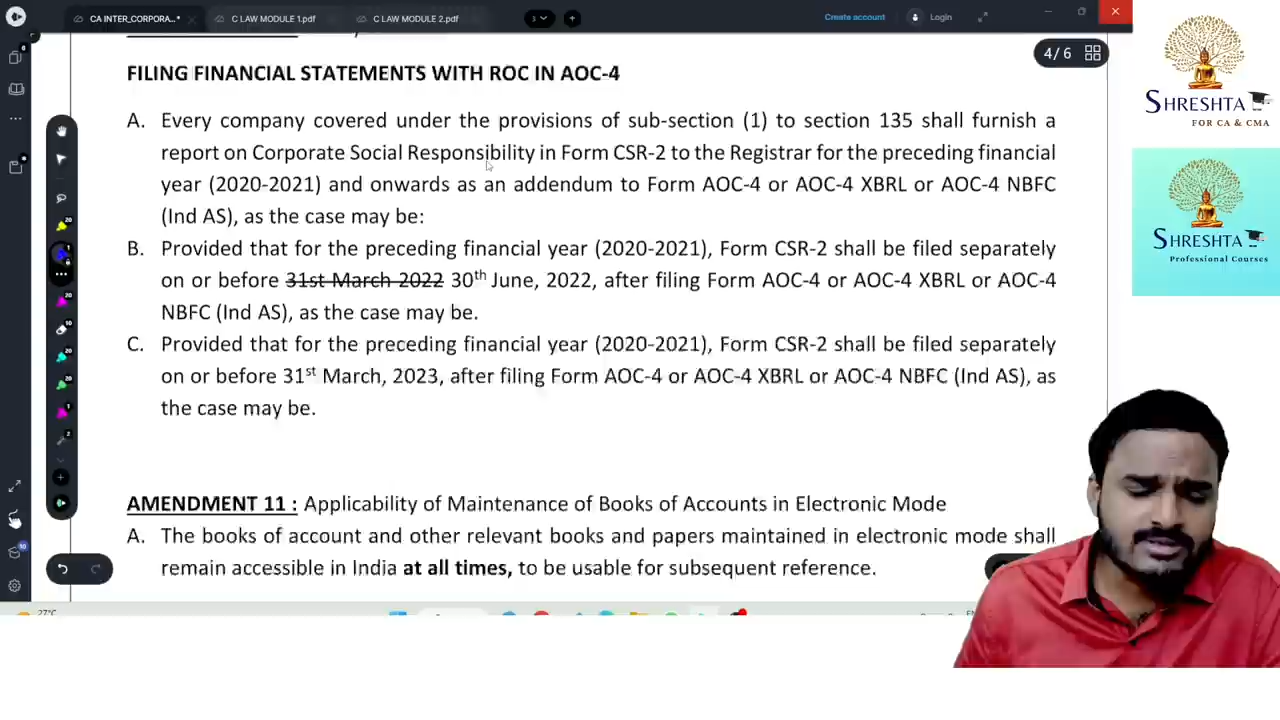 CA INTER_CORPORA...*
C LAW MODULE 1.pdf
C LAW MODULE 2.pdf
3
Create account
Login
4/6
FILING FINANCIAL STATEMENTS WITH ROC IN AOC-4
A. Every company covered under the provisions of sub-section (1) to section 135 shall furnish a
report on Corporate Social Responsibility in Form CSR-2 to the Registrar for the preceding financial
year (2020-2021) and onwards as an addendum to Form AOC-4 or AOC-4 XBRL or AOC-4 NBFC
(Ind AS), as the case may be:
B. Provided that for the preceding financial year (2020-2021), Form CSR-2 shall be filed separately
on or before 31st March 2022 30th June, 2022, after filing Form AOC-4 or AOC-4 XBRL or AOC-4
NBFC (Ind AS), as the case may be.
C. Provided that for the preceding financial year (2020-2021), Form CSR-2 shall be filed separately
on or before 31st March, 2023, after filing Form AOC-4 or AOC-4 XBRL or AOC-4 NBFC (Ind AS), as
the case may be.
AMENDMENT 11 : Applicability of Maintenance of Books of Accounts in Electronic Mode
A. The books of account and other relevant books and papers maintained in electronic mode shall
remain accessible in India at all times, to be usable for subsequent reference.
27°C
SHRESHTA
FOR CA & CMA
SHRESHTA
Professional Courses